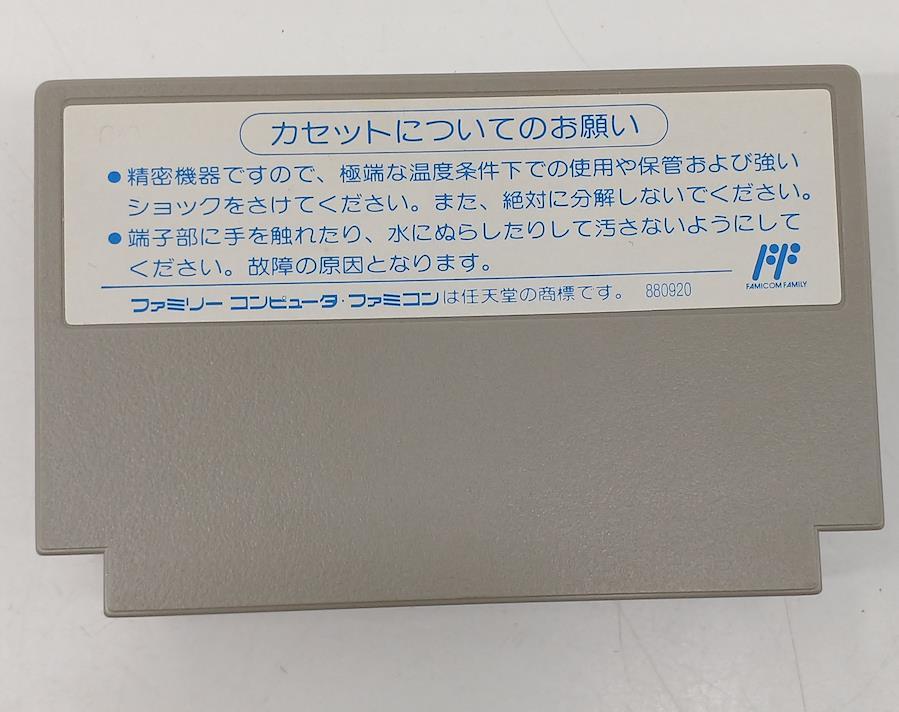 カセットについてのお願い
●精密機器ですので、極端な温度条件下での使用や保管および強い
ショックをさけてください。また、絶対に分解しないでください。
●端子部に手を触れたり、水にぬらしたりして汚さないようにして
ください。故障の原因となります。
FAMICOM FAMILY
ファミリー コンピュータ・ファミコンは任天堂の商標です。 880920